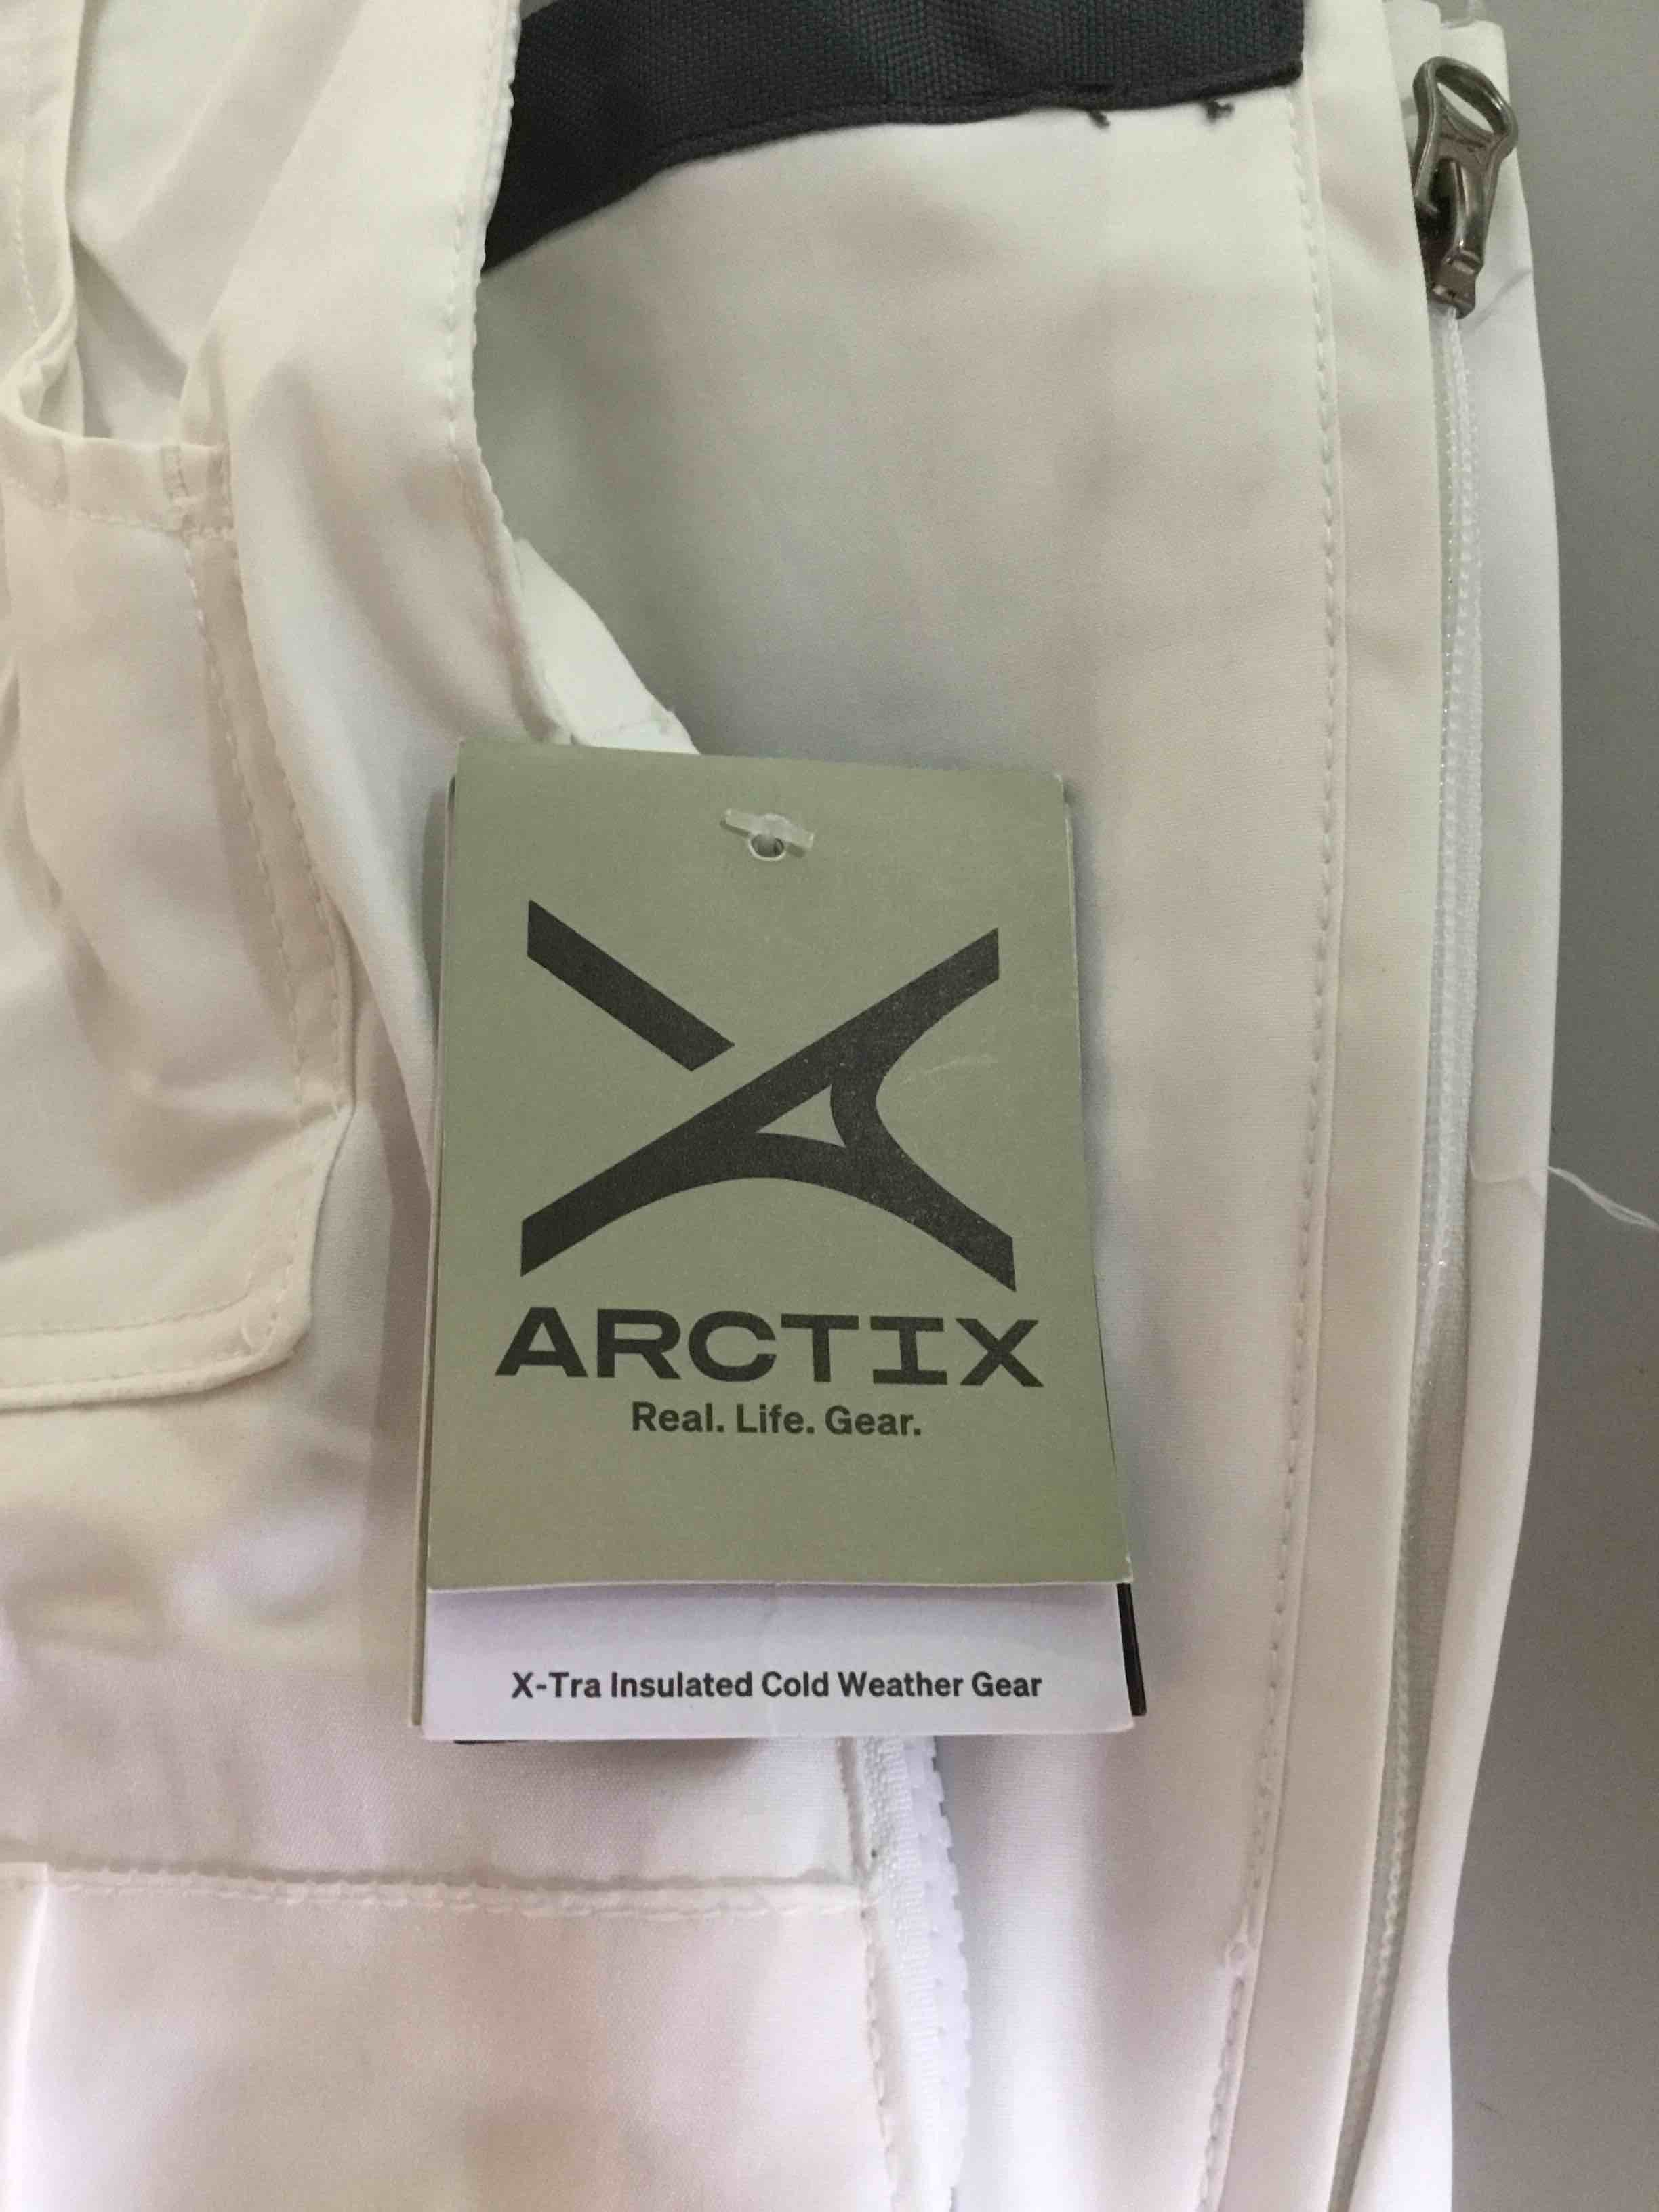 ARCTIX
Real. Life. Gear.
X-Tra Insulated Cold Weather Gear